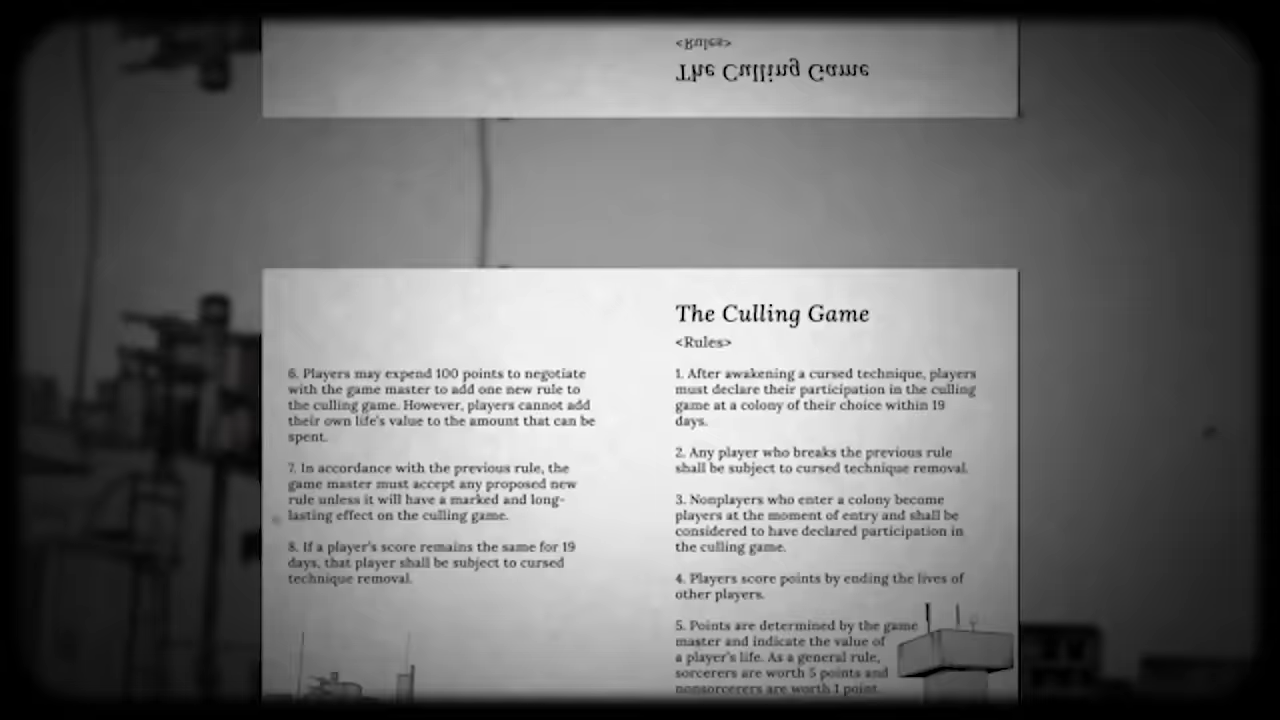 <Rules>
The Culling Game
The Culling Game
<Rules>
1. After awakening a cursed technique, players
must declare their participation in the culling
game at a colony of their choice within 19
days.
2. Any player who breaks the previous rule
shall be subject to cursed technique removal.
3. Nonplayers who enter a colony become
players at the moment of entry and shall be
considered to have declared participation in
the culling game.
4. Players score points by ending the lives of
other players.
5. Points are determined by the game
master and indicate the value of
a player's life. As a general rule,
sorcerers are worth 5 points and
nonsorcerers are worth 1 point.
6. Players may expend 100 points to negotiate
with the game master to add one new rule to
the culling game. However, players cannot add
their own life's value to the amount that can be
spent.
7. In accordance with the previous rule, the
game master must accept any proposed new
rule unless it will have a marked and long-
lasting effect on the culling game.
8. If a player's score remains the same for 19
days, that player shall be subject to cursed
technique removal.